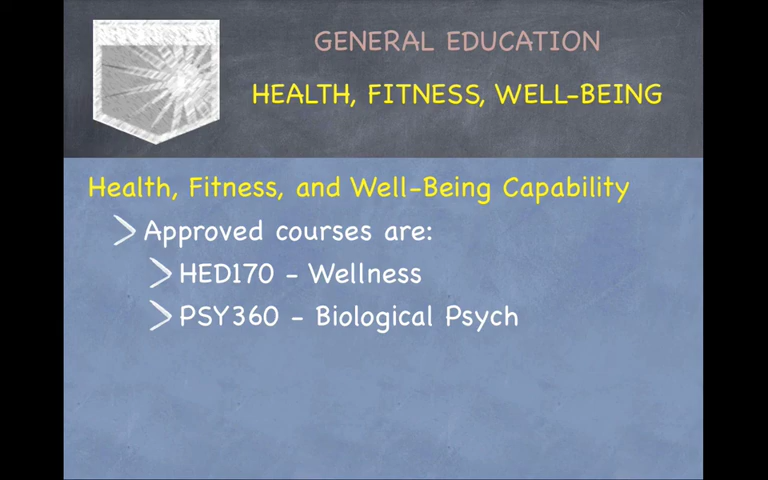 GENERAL EDUCATION
HEALTH, FITNESS, WELL-BEING
Health, Fitness, and Well-Being Capability
Approved courses are:
HED170 - Wellness
PSY360 - Biological Psych